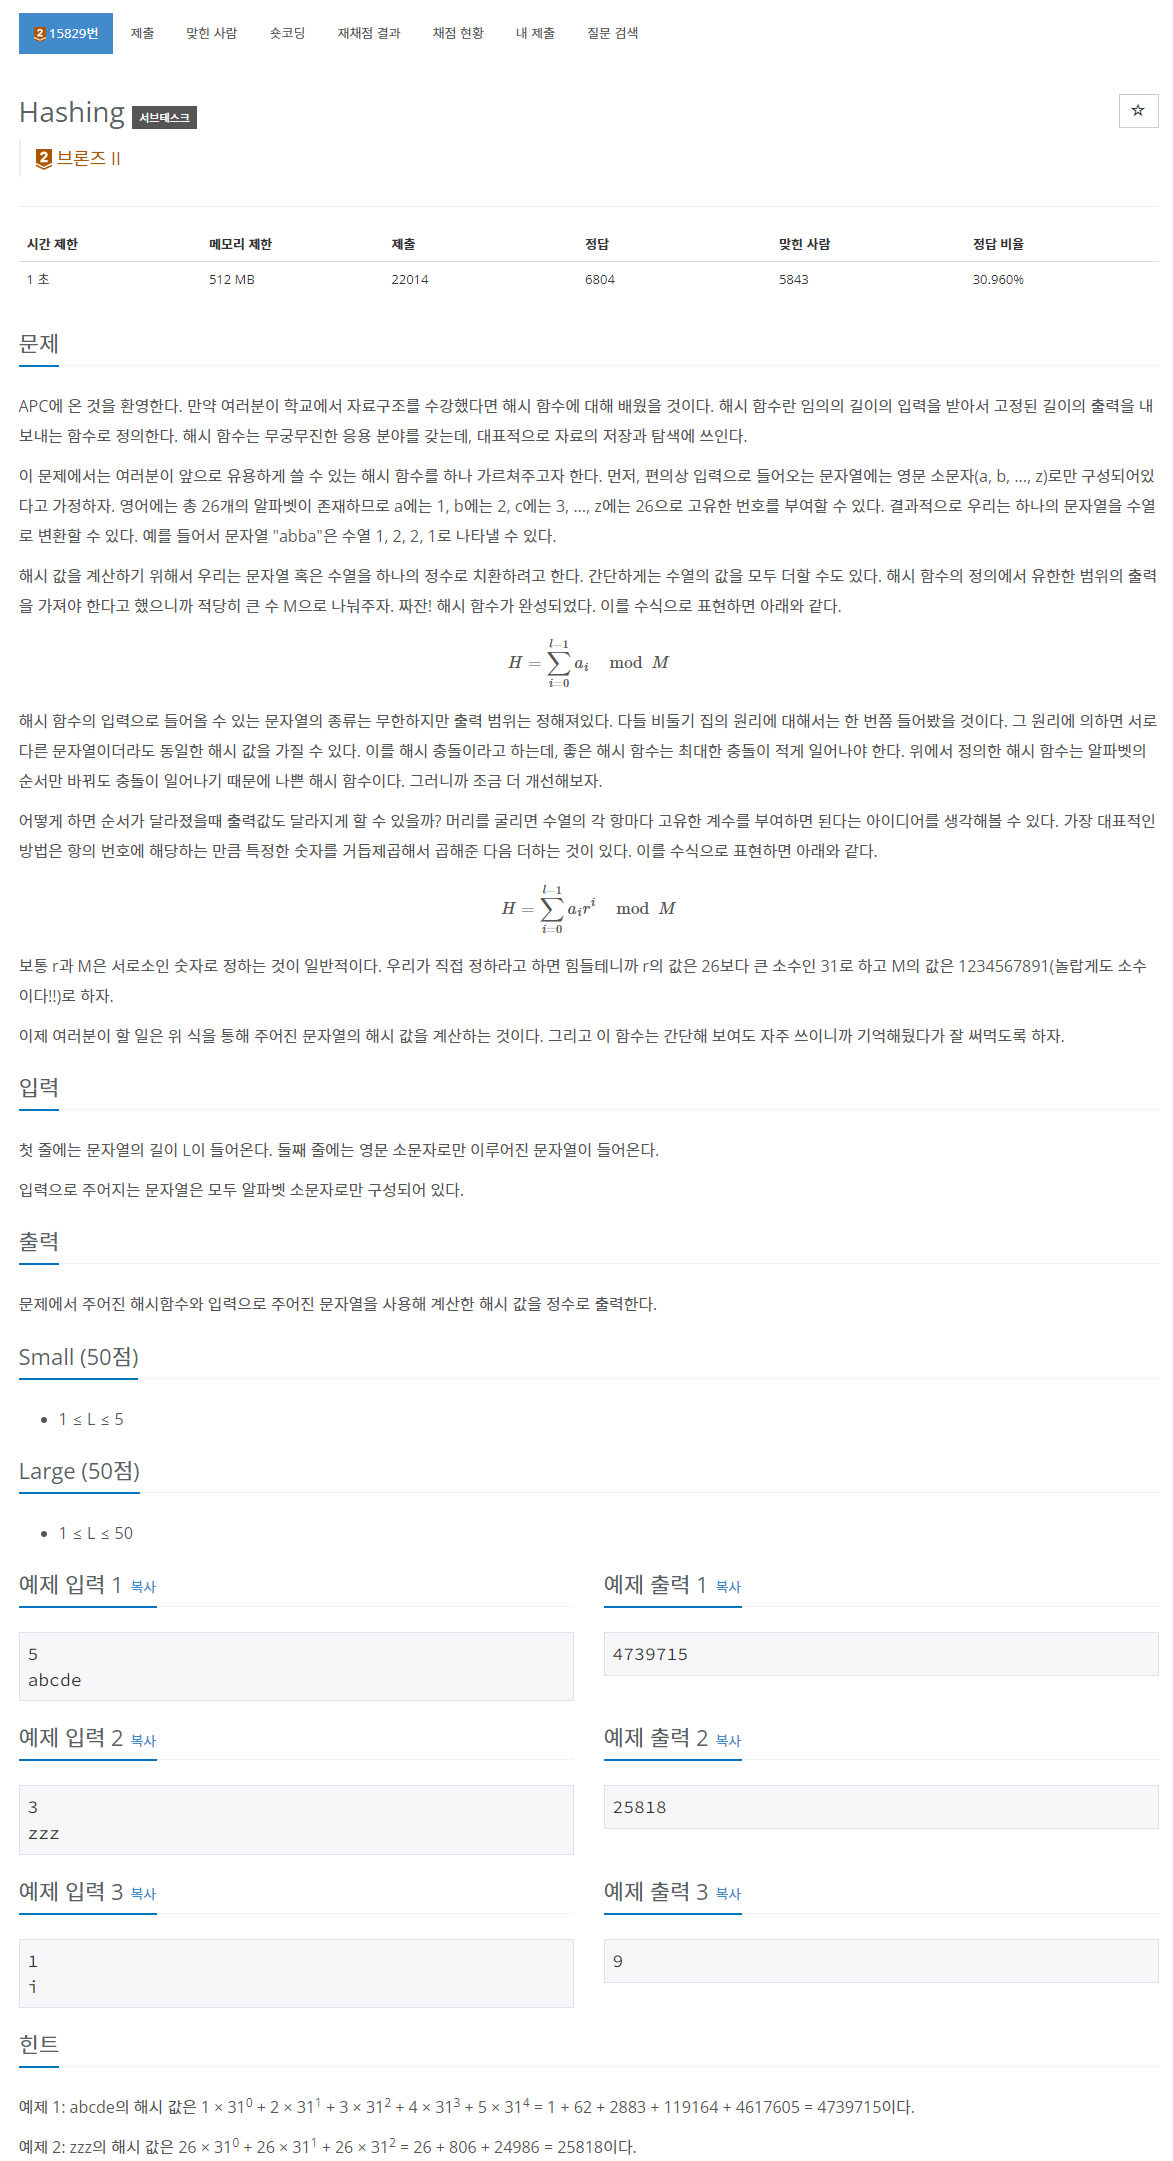 2 15829번 제출 맞힌 사람 숏코딩 재채점 결과 채점 현황 내 제출 질문 검색
Hashing 서브태스크 ☆
2 브론즈 II
시간 제한 메모리 제한 제출 정답 맞힌 사람 정답 비율
1 초 512 MB 22014 6804 5843 30.960%
문제
APC에 온 것을 환영한다. 만약 여러분이 학교에서 자료구조를 수강했다면 해시 함수에 대해 배웠을 것이다. 해시 함수란 임의의 길이의 입력을 받아서 고정된 길이의 출력을 내
보내는 함수로 정의한다. 해시 함수는 무궁무진한 응용 분야를 갖는데, 대표적으로 자료의 저장과 탐색에 쓰인다.
이 문제에서는 여러분이 앞으로 유용하게 쓸 수 있는 해시 함수를 하나 가르쳐주고자 한다. 먼저, 편의상 입력으로 들어오는 문자열에는 영문 소문자(a, b, ..., z)로만 구성되어있
다고 가정하자. 영어에는 총 26개의 알파벳이 존재하므로 a에는 1, b에는 2, c에는 3, ..., z에는 26으로 고유한 번호를 부여할 수 있다. 결과적으로 우리는 하나의 문자열을 수열
로 변환할 수 있다. 예를 들어서 문자열 "abba"은 수열 1, 2, 2, 1로 나타낼 수 있다.
해시 값을 계산하기 위해서 우리는 문자열 혹은 수열을 하나의 정수로 치환하려고 한다. 간단하게는 수열의 값을 모두 더할 수도 있다. 해시 함수의 정의에서 유한한 범위의 출력
을 가져야 한다고 했으니까 적당히 큰 수 M으로 나눠주자. 짜잔! 해시 함수가 완성되었다. 이를 수식으로 표현하면 아래와 같다.
$H = \sum_{i=0}^{l-1} a_i \mod M$
해시 함수의 입력으로 들어올 수 있는 문자열의 종류는 무한하지만 출력 범위는 정해져있다. 다들 비둘기 집의 원리에 대해서는 한 번쯤 들어봤을 것이다. 그 원리에 의하면 서로
다른 문자열이더라도 동일한 해시 값을 가질 수 있다. 이를 해시 충돌이라고 하는데, 좋은 해시 함수는 최대한 충돌이 적게 일어나야 한다. 위에서 정의한 해시 함수는 알파벳의
순서만 바꿔도 충돌이 일어나기 때문에 나쁜 해시 함수이다. 그러니까 조금 더 개선해보자.
어떻게 하면 순서가 달라졌을때 출력값도 달라지게 할 수 있을까? 머리를 굴리면 수열의 각 항마다 고유한 계수를 부여하면 된다는 아이디어를 생각해볼 수 있다. 가장 대표적인
방법은 항의 번호에 해당하는 만큼 특정한 숫자를 거듭제곱해서 곱해준 다음 더하는 것이 있다. 이를 수식으로 표현하면 아래와 같다.
$H = \sum_{i=0}^{l-1} a_i r^i \mod M$
보통 r과 M은 서로소인 숫자로 정하는 것이 일반적이다. 우리가 직접 정하라고 하면 힘들테니까 r의 값은 26보다 큰 소수인 31로 하고 M의 값은 1234567891(놀랍게도 소수
이다!!)로 하자.
이제 여러분이 할 일은 위 식을 통해 주어진 문자열의 해시 값을 계산하는 것이다. 그리고 이 함수는 간단해 보여도 자주 쓰이니까 기억해뒀다가 잘 써먹도록 하자.
입력
첫 줄에는 문자열의 길이 L이 들어온다. 둘째 줄에는 영문 소문자로만 이루어진 문자열이 들어온다.
입력으로 주어지는 문자열은 모두 알파벳 소문자로만 구성되어 있다.
출력
문제에서 주어진 해시함수와 입력으로 주어진 문자열을 사용해 계산한 해시 값을 정수로 출력한다.
Small (50점)
• 1 ≤ L ≤ 5
Large (50점)
• 1 ≤ L ≤ 50
예제 입력 1 복사
5
abcde
예제 출력 1 복사
4739715
예제 입력 2 복사
3
zzz
예제 출력 2 복사
25818
예제 입력 3 복사
1
i
예제 출력 3 복사
9
힌트
예제 1: abcde의 해시 값은 1 × 31⁰ + 2 × 31¹ + 3 × 31² + 4 × 31³ + 5 × 31⁴ = 1 + 62 + 2883 + 119164 + 4617605 = 4739715이다.
예제 2: zzz의 해시 값은 26 × 31⁰ + 26 × 31¹ + 26 × 31² = 26 + 806 + 24986 = 25818이다.